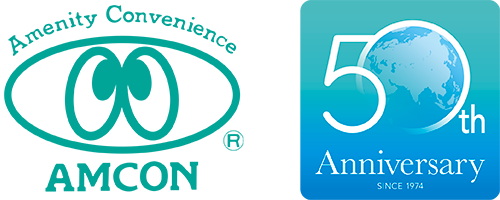 Amenity Convenience
AMCON
®
50th
Anniversary
SINCE 1974